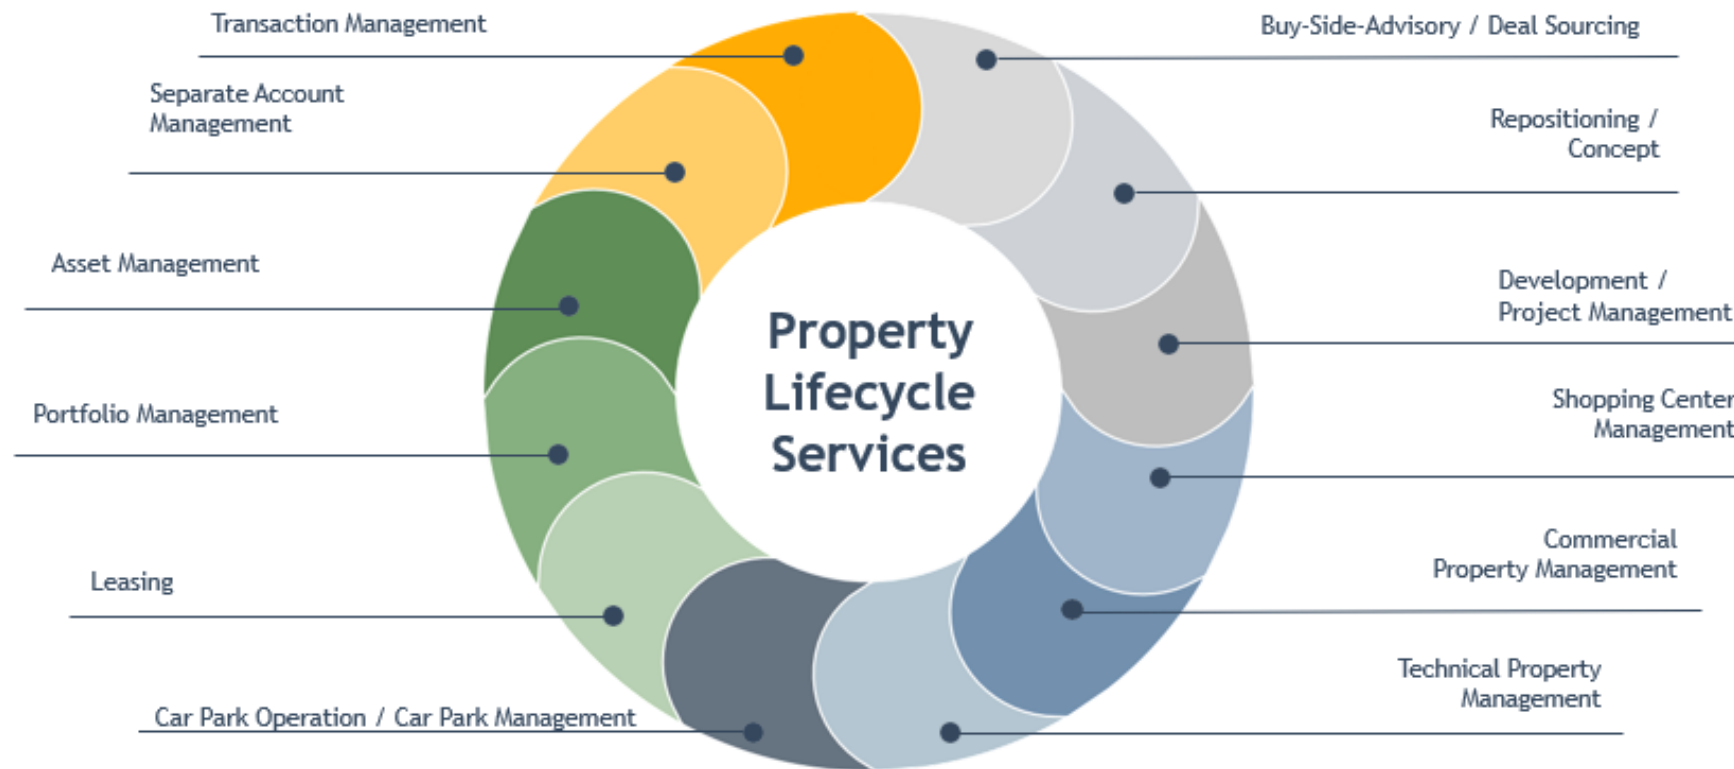 Transaction Management
Separate Account
Management
Asset Management
Portfolio Management
Leasing
Car Park Operation / Car Park Management
Property
Lifecycle
Services
Buy-Side-Advisory / Deal Sourcing
Repositioning /
Concept
Development /
Project Management
Shopping Center
Management
Commercial
Property Management
Technical Property
Management